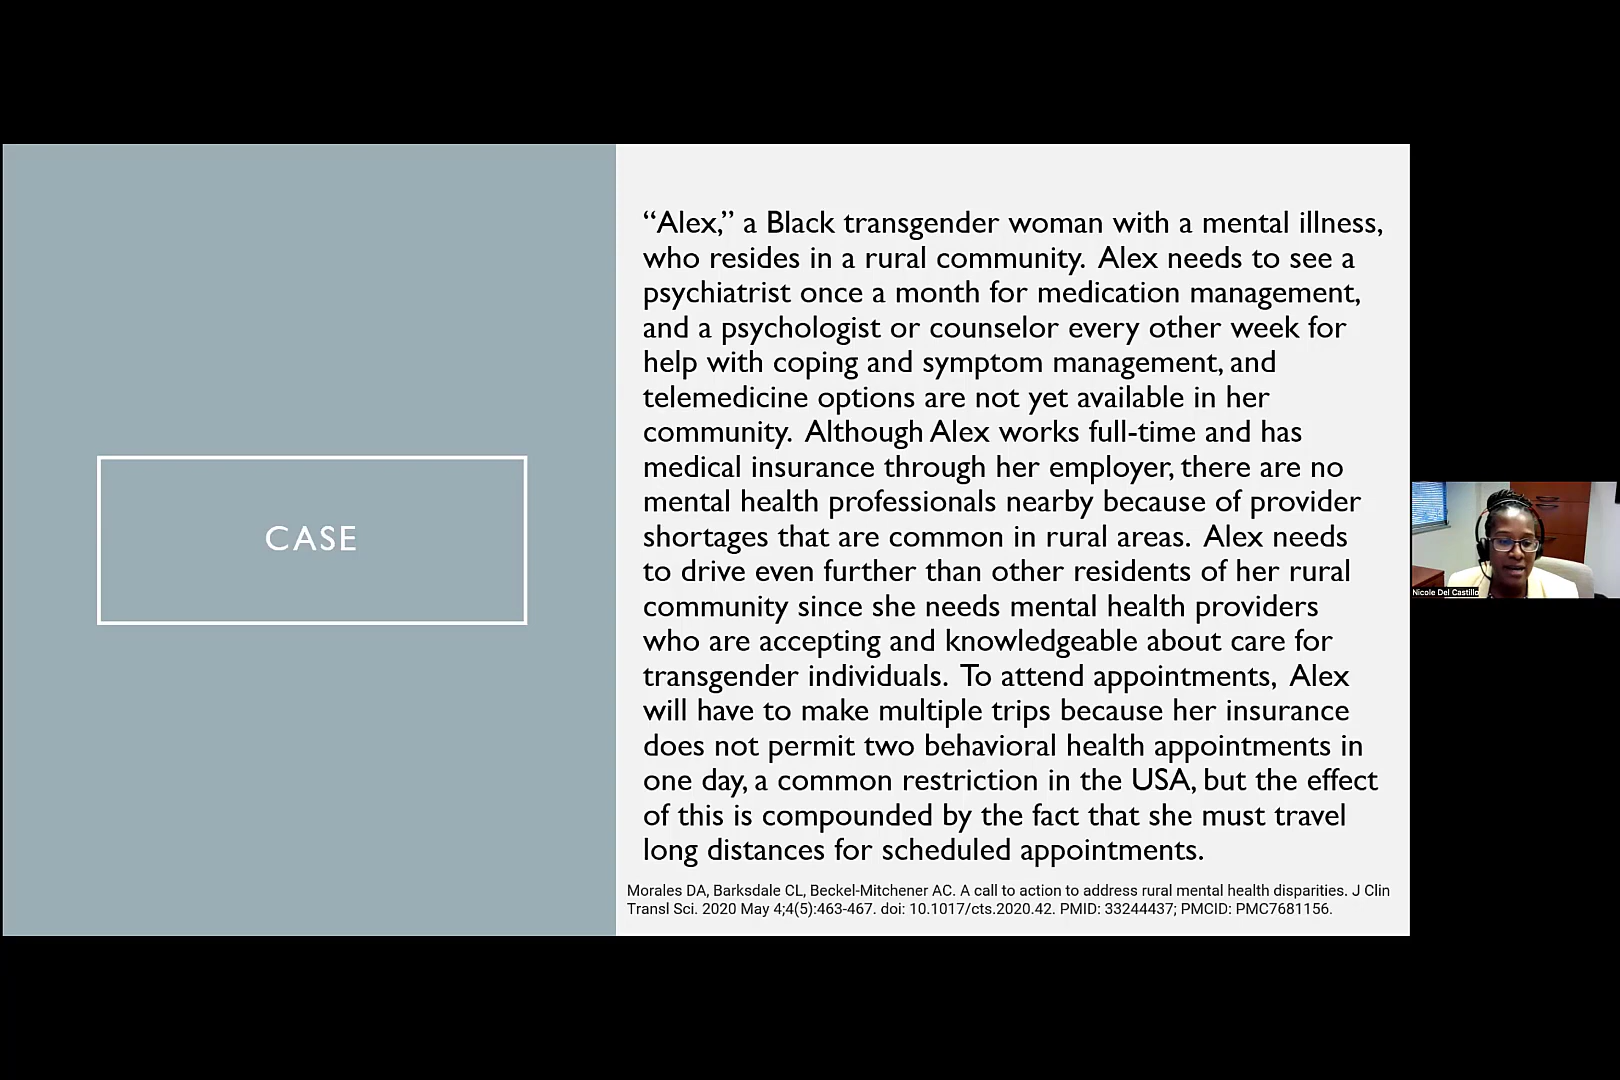 CASE
“Alex,” a Black transgender woman with a mental illness,
who resides in a rural community. Alex needs to see a
psychiatrist once a month for medication management,
and a psychologist or counselor every other week for
help with coping and symptom management, and
telemedicine options are not yet available in her
community. Although Alex works full-time and has
medical insurance through her employer, there are no
mental health professionals nearby because of provider
shortages that are common in rural areas. Alex needs
to drive even further than other residents of her rural
community since she needs mental health providers
who are accepting and knowledgeable about care for
transgender individuals. To attend appointments, Alex
will have to make multiple trips because her insurance
does not permit two behavioral health appointments in
one day, a common restriction in the USA, but the effect
of this is compounded by the fact that she must travel
long distances for scheduled appointments.
Morales DA, Barksdale CL, Beckel-Mitchener AC. A call to action to address rural mental health disparities. J Clin
Transl Sci. 2020 May 4;4(5):463-467. doi: 10.1017/cts.2020.42. PMID: 33244437; PMCID: PMC7681156.
Nicole Del Castillo